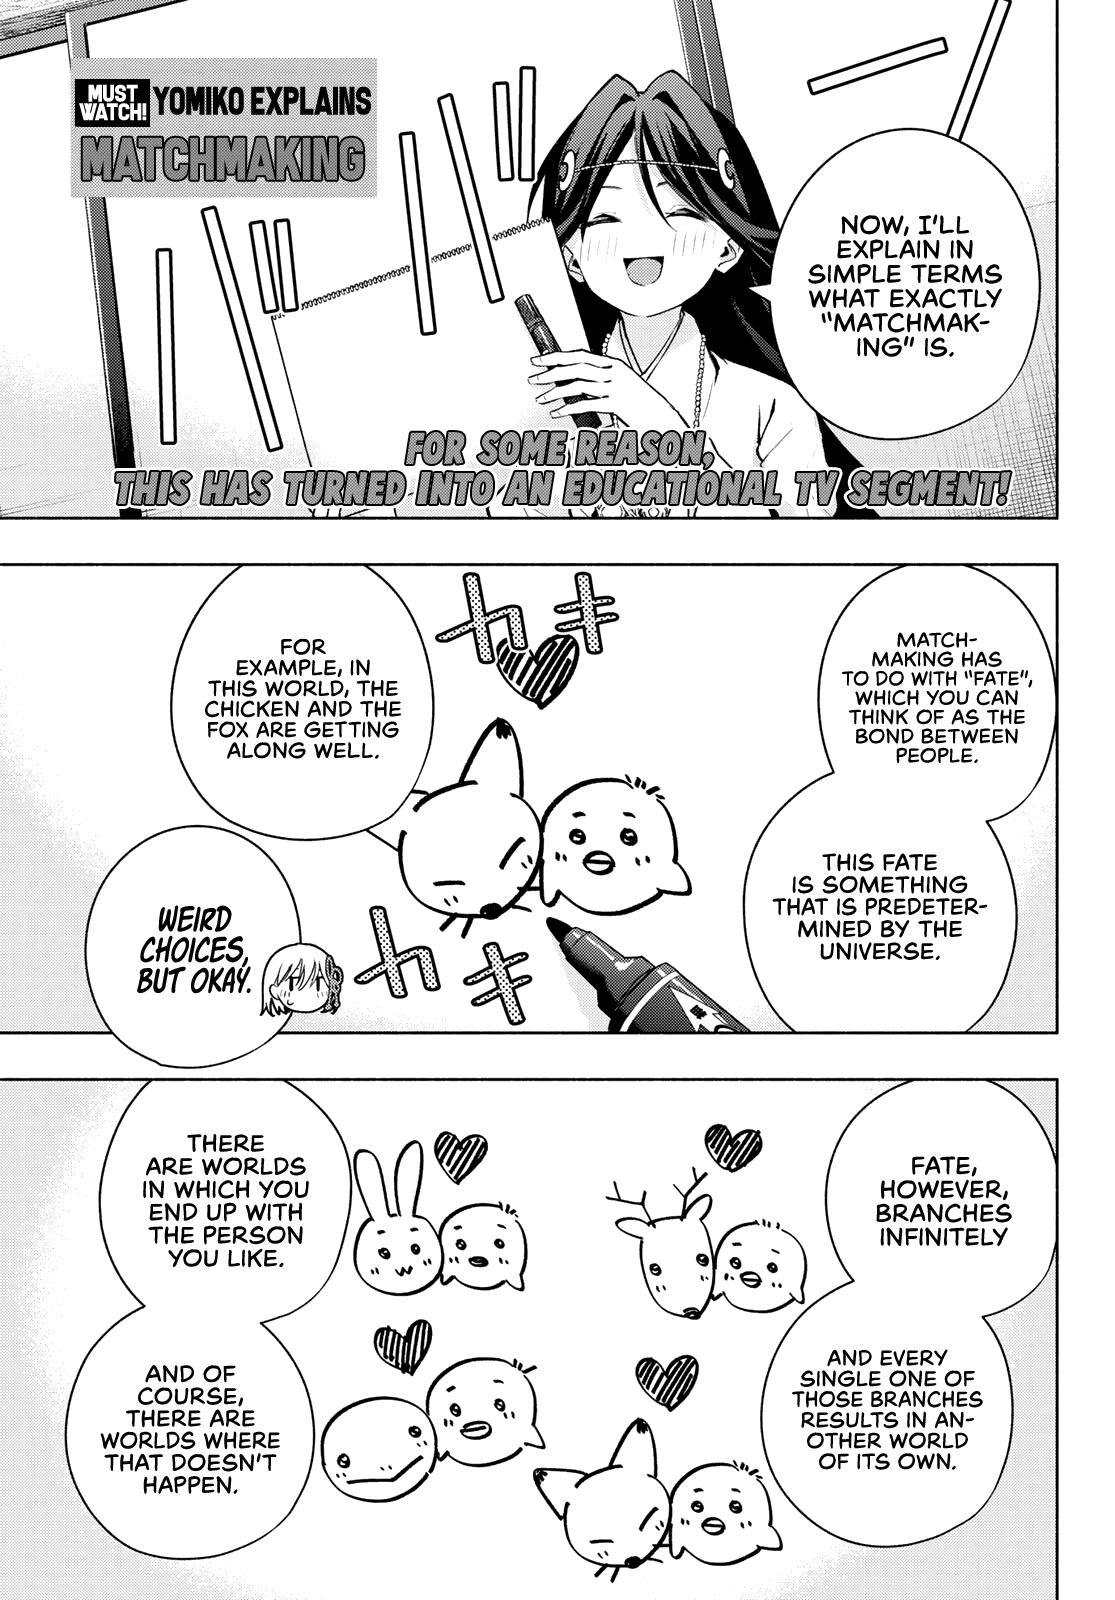 MUST
WATCH!
YOMIKO EXPLAINS
MATCHMAKING
NOW, I'LL
EXPLAIN IN
SIMPLE TERMS
WHAT EXACTLY
"MATCHMAK-
ING" IS.
FOR SOME REASON,
THIS HAS TURNED INTO AN EDUCATIONAL TV SEGMENT!
MATCH-
MAKING HAS
TO DO WITH "FATE",
WHICH YOU CAN
THINK OF AS THE
BOND BETWEEN
PEOPLE.
THIS FATE
IS SOMETHING
THAT IS PREDETER-
MINED BY THE
UNIVERSE.
カキ
カキ
FOR
EXAMPLE, IN
THIS WORLD, THE
CHICKEN AND THE
FOX ARE GETTING
ALONG WELL.
WEIRD
CHOICES,
BUT OKAY.
FATE,
HOWEVER,
BRANCHES
INFINITELY
AND EVERY
SINGLE ONE OF
THOSE BRANCHES
RESULTS IN AN-
OTHER WORLD
OF ITS OWN.
THERE
ARE WORLDS
IN WHICH YOU
END UP WITH
THE PERSON
YOU LIKE.
AND OF
COURSE,
THERE ARE
WORLDS WHERE
THAT DOESN'T
HAPPEN.